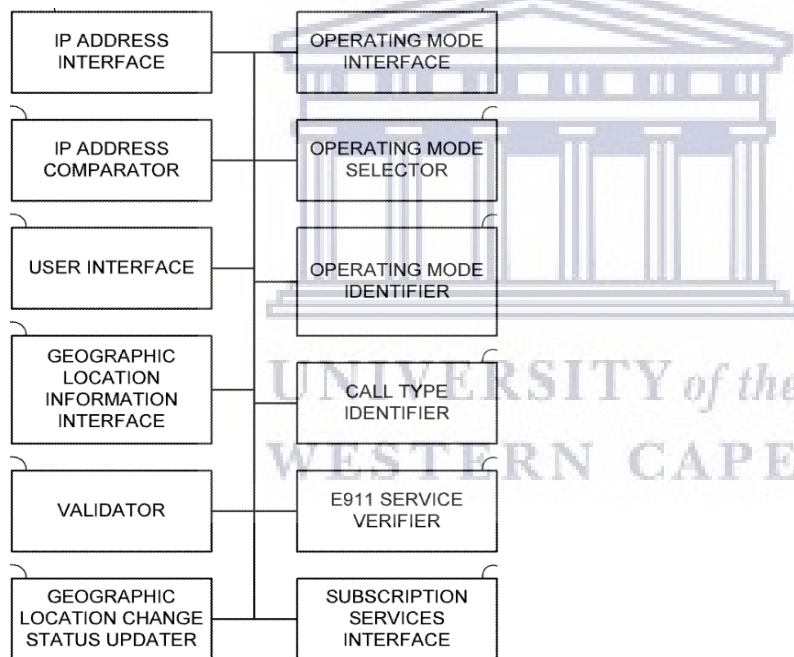 IP ADDRESS
INTERFACE
IP ADDRESS
COMPARATOR
USER INTERFACE
GEOGRAPHIC
LOCATION
INFORMATION
INTERFACE
VALIDATOR
GEOGRAPHIC
LOCATION CHANGE
STATUS UPDATER
OPERATING MODE
INTERFACE
OPERATING MODE
SELECTOR
OPERATING MODE
IDENTIFIER
CALL TYPE
IDENTIFIER
E911 SERVICE
VERIFIER
SUBSCRIPTION
SERVICES
INTERFACE
UNIVERSITY of the
WESTERN CAPE